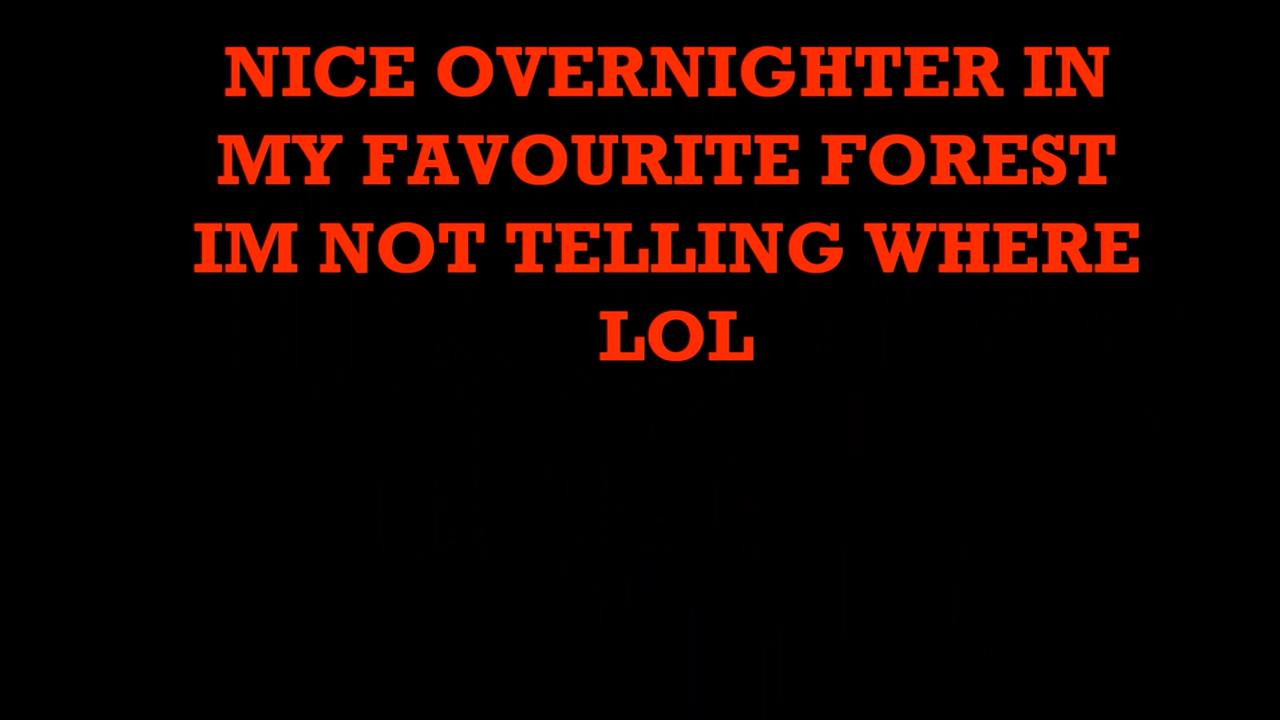 NICE OVERNIGHTER IN
MY FAVOURITE FOREST
IM NOT TELLING WHERE
LOL